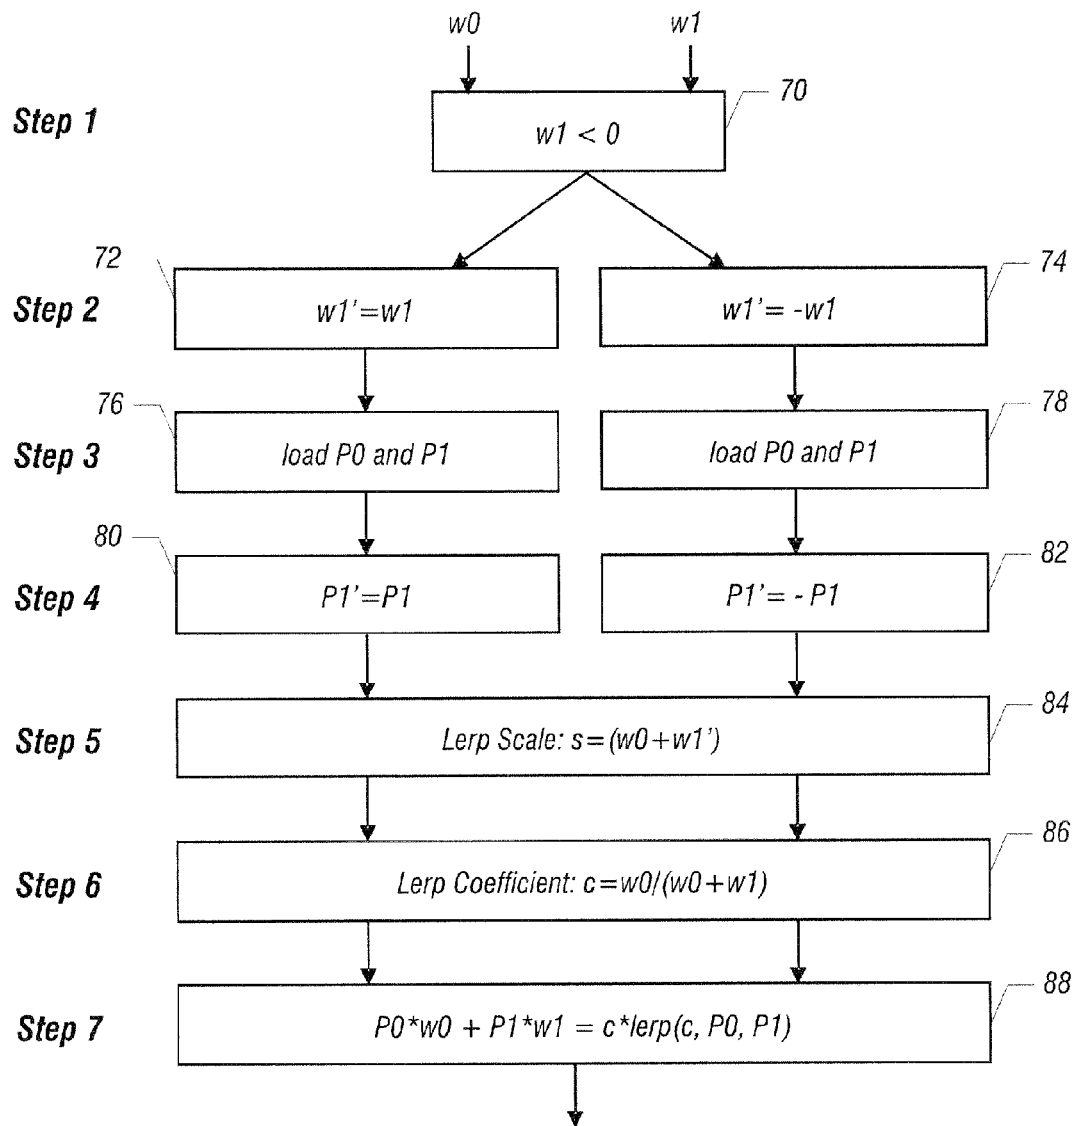 w0 w1
70
Step 1 w1 < 0
72 74
Step 2 w1'=w1 w1'= -w1
76 78
Step 3 load P0 and P1 load P0 and P1
80 82
Step 4 P1'=P1 P1'= - P1
84
Step 5 Lerp Scale: s=(w0+w1')
86
Step 6 Lerp Coefficient: c=w0/(w0+w1)
88
Step 7 P0*w0 + P1*w1 = c*lerp(c, P0, P1)